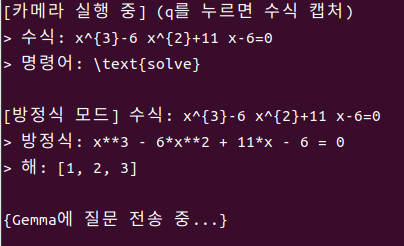 [카메라 실행 중] (q를 누르면 수식 캡처)
> 수식: x^{3}-6 x^{2}+11 x-6=0
> 명령어: \text{solve}
[방정식 모드] 수식: x^{3}-6 x^{2}+11 x-6=0
> 방정식: x**3 - 6*x**2 + 11*x - 6 = 0
> 해: [1, 2, 3]
{Gemma에 질문 전송 중...}